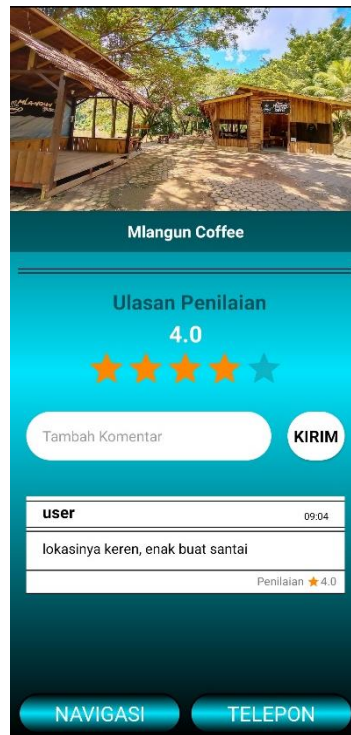 Mlangun Coffee
Ulasan Penilaian
4.0
Tambah Komentar
KIRIM
user
09:04
lokasinya keren, enak buat santai
Penilaian ★ 4.0
NAVIGASI
TELEPON